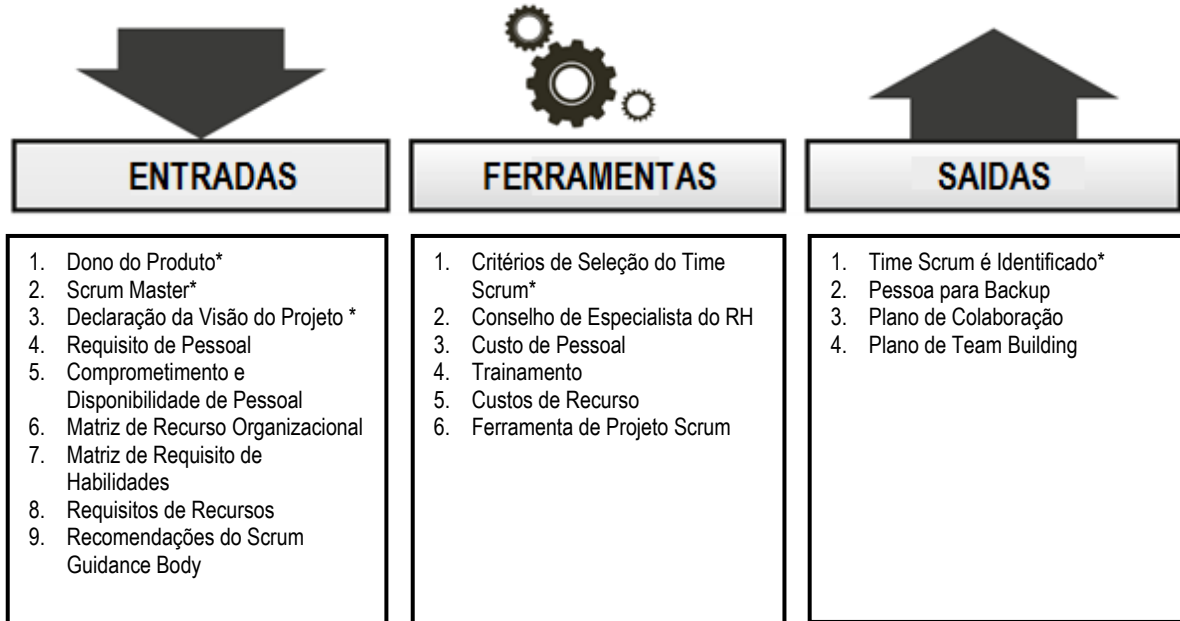 ENTRADAS
1. Dono do Produto*
2. Scrum Master*
3. Declaração da Visão do Projeto *
4. Requisito de Pessoal
5. Comprometimento e
Disponibilidade de Pessoal
6. Matriz de Recurso Organizacional
7. Matriz de Requisito de
Habilidades
8. Requisitos de Recursos
9. Recomendações do Scrum
Guidance Body
FERRAMENTAS
1. Critérios de Seleção do Time
Scrum*
2. Conselho de Especialista do RH
3. Custo de Pessoal
4. Trainamento
5. Custos de Recurso
6. Ferramenta de Projeto Scrum
SAIDAS
1. Time Scrum é Identificado*
2. Pessoa para Backup
3. Plano de Colaboração
4. Plano de Team Building